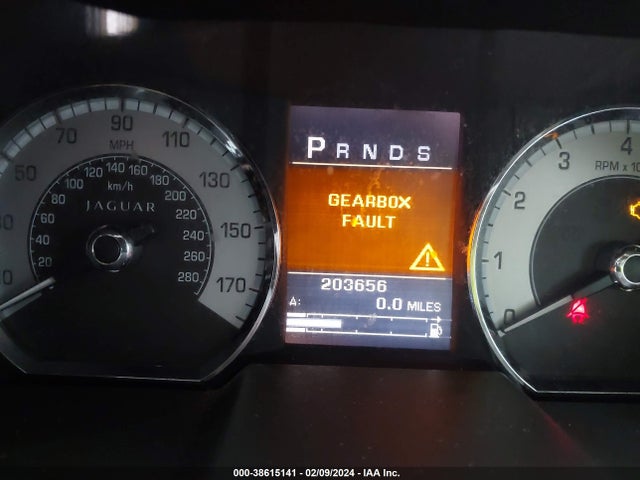 70 90 110
MPH
130
150
170
120 140 160
100 180
80 km/h 200
60 220
40 JAGUAR 240
20 260
280
P R N D S
GEARBOX
FAULT
203656
A: 0.0 MILES
0 1 2 3 4
RPM x 10
000-38615141 - 02/09/2024 - IAA Inc.